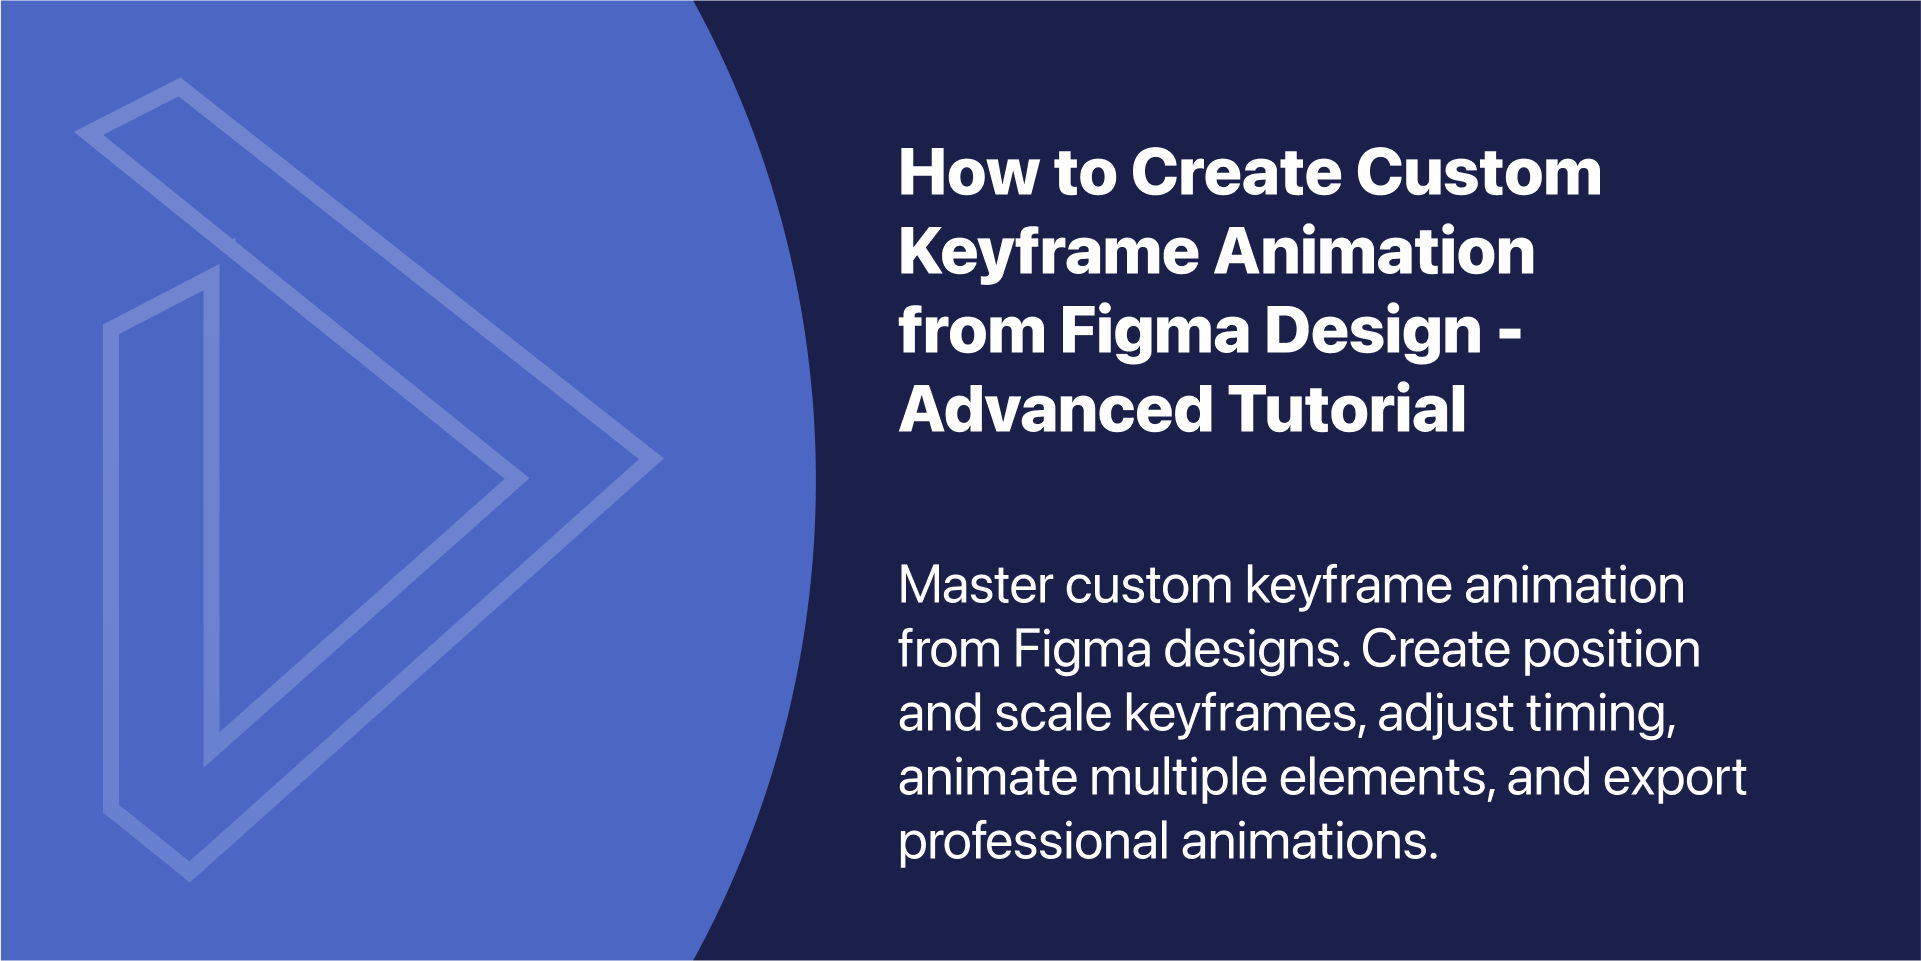 How to Create Custom
Keyframe Animation
from Figma Design -
Advanced Tutorial
Master custom keyframe animation
from Figma designs. Create position
and scale keyframes, adjust timing,
animate multiple elements, and export
professional animations.